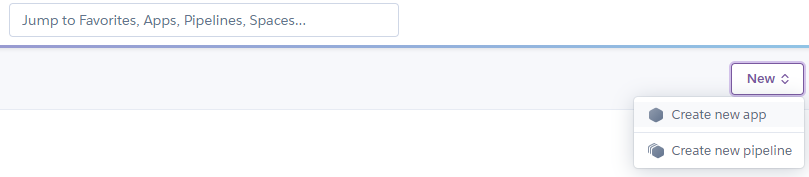 Jump to Favorites, Apps, Pipelines, Spaces...
New
Create new app
Create new pipeline